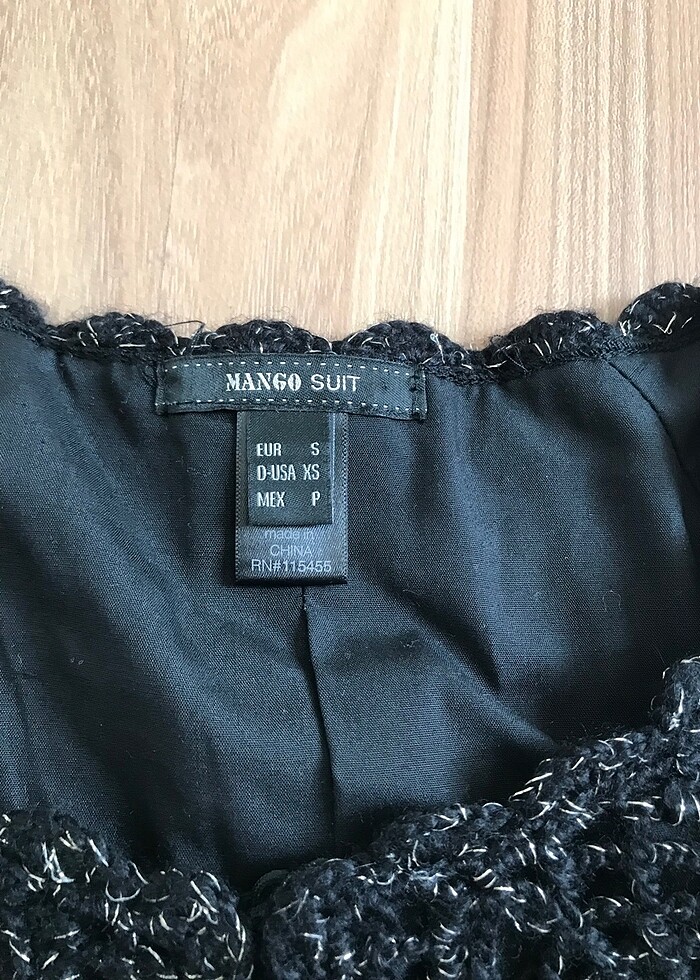 MANGO SUIT
EUR S
D-USA XS
MEX P
made in
CHINA
RN#115455